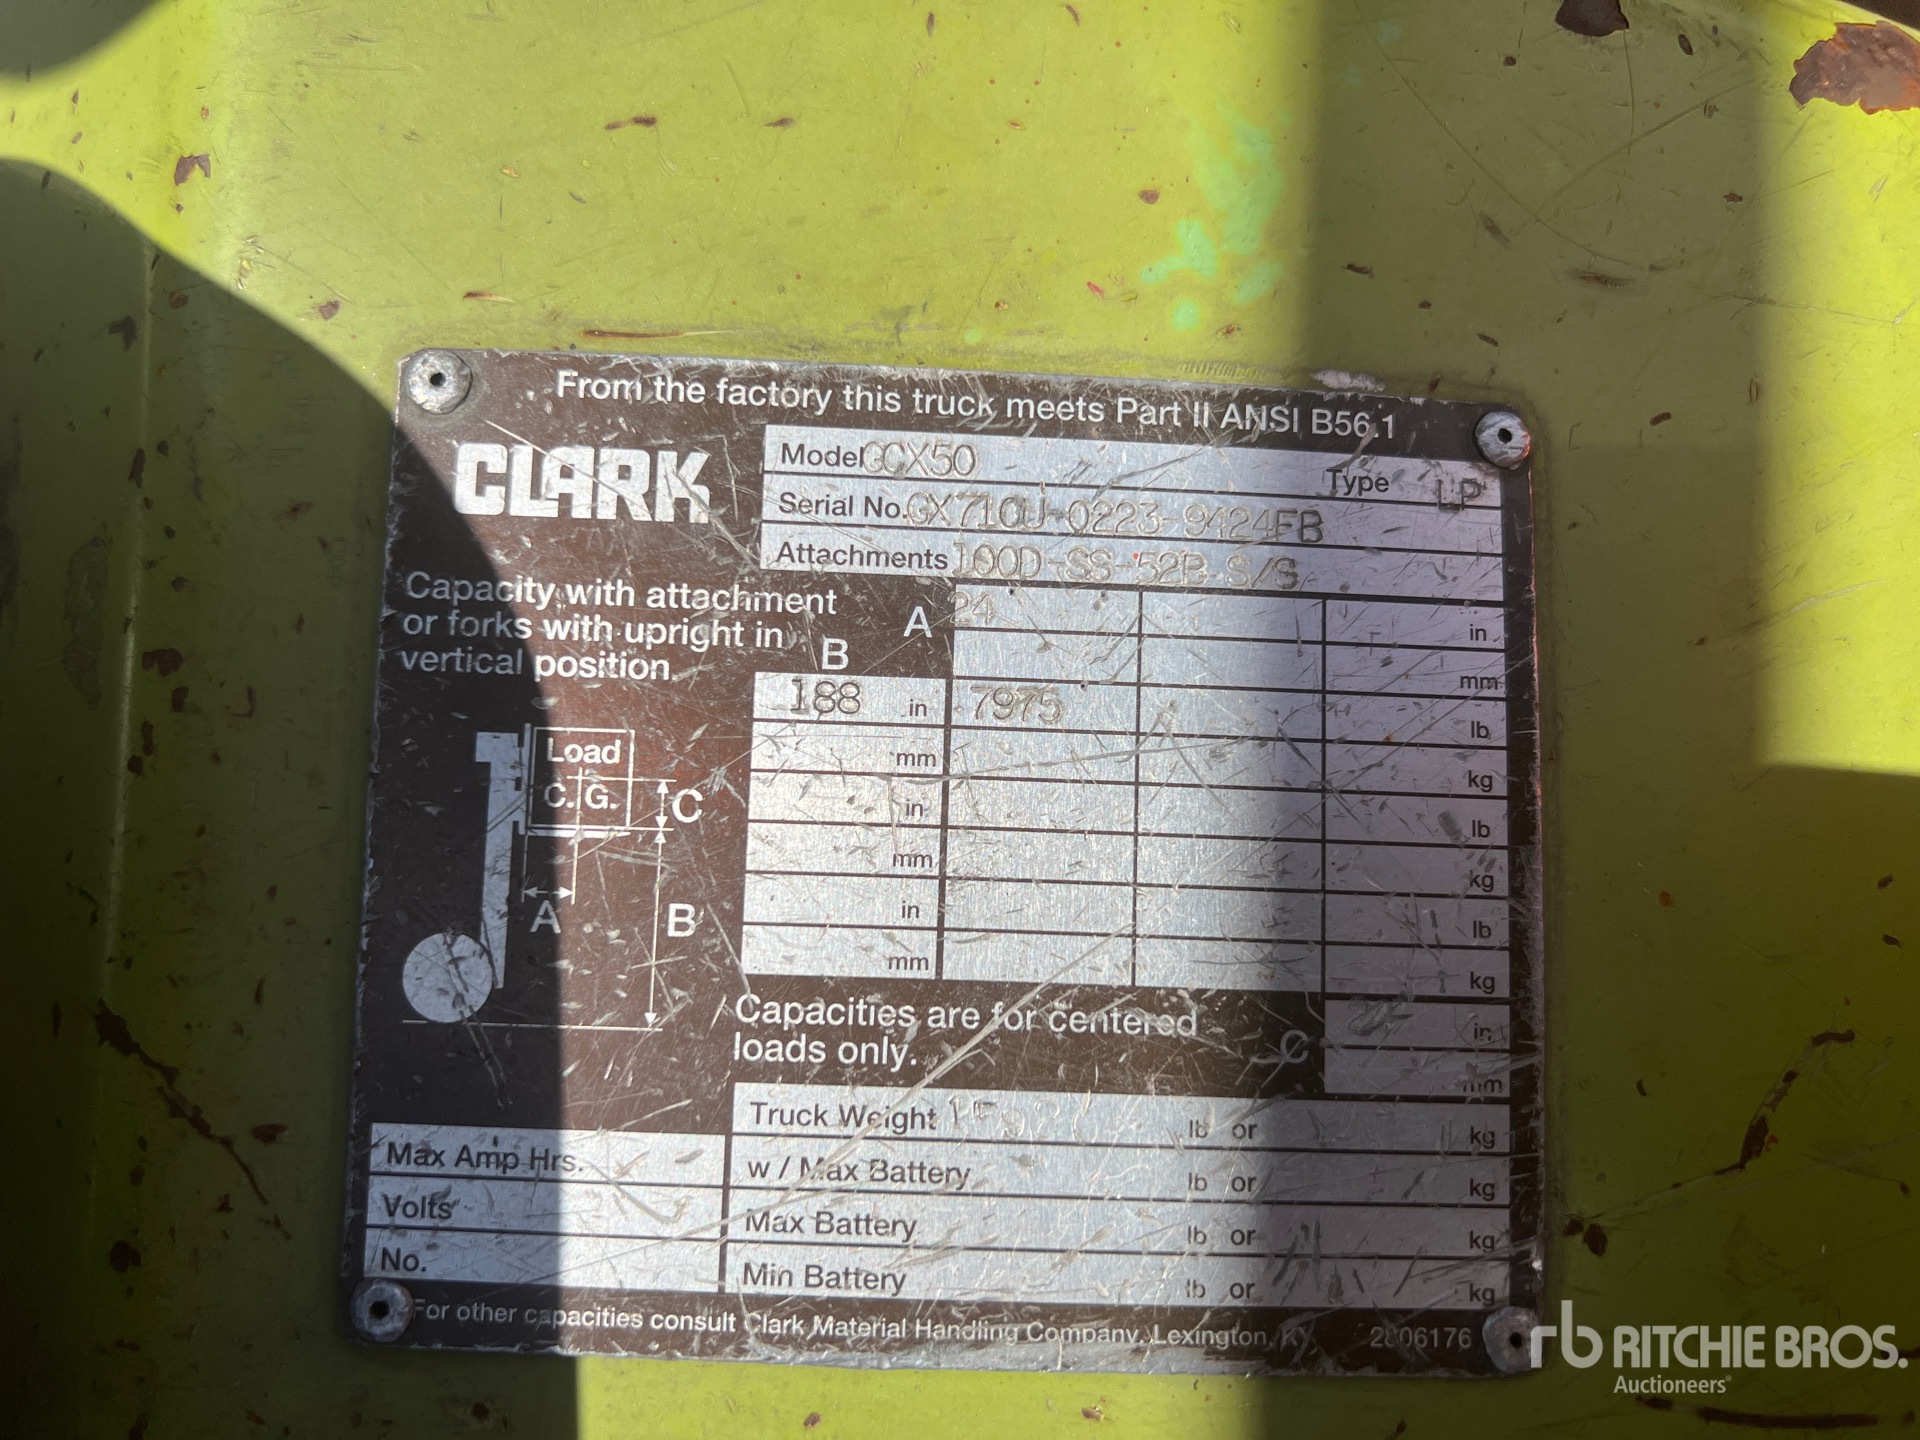 From the factory this truck meets Part II ANSI B56.1
CLARK
Model GCX50 Type LP
Serial No. GX710U-0223-9424FB
Attachments 100D-SS-52B S/S
Capacity with attachment
or forks with upright in
vertical position.
A 24 in
B mm
188 in 7975 lb
mm kg
in lb
mm kg
in lb
mm kg
Load
C. G.
C
A
B
Capacities are for centered
loads only.
C in
mm
Truck Weight lb or kg
Max Amp Hrs. w / Max Battery lb or kg
Volts Max Battery lb or kg
No. Min Battery lb or kg
For other capacities consult Clark Material Handling Company, Lexington, KY 2806176
rb RITCHIE BROS.
Auctioneers